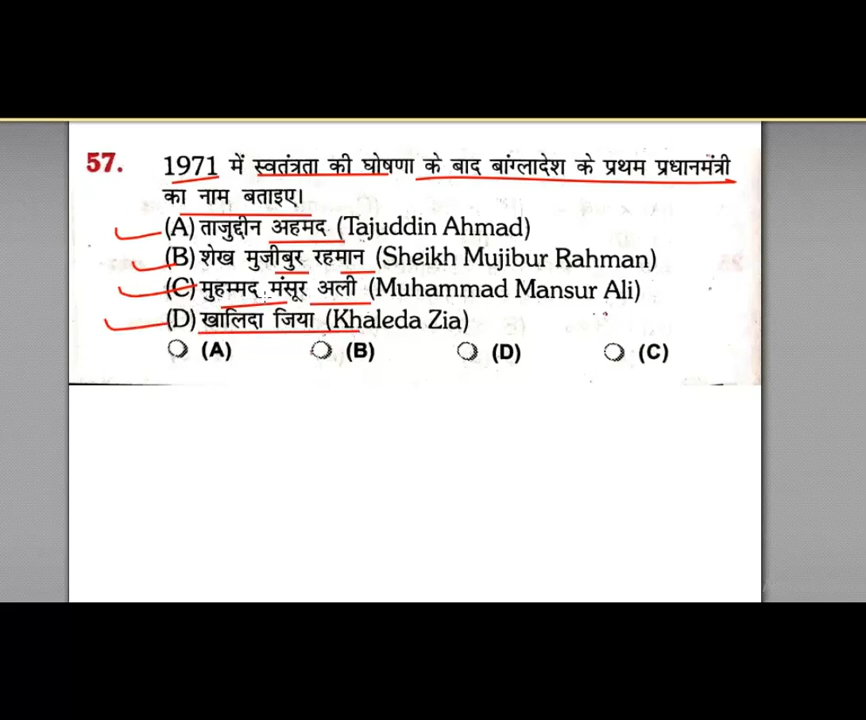 57. 1971 में स्वतंत्रता की घोषणा के बाद बांग्लादेश के प्रथम प्रधानमंत्री
का नाम बताइए।
(A) ताजुद्दीन अहमद (Tajuddin Ahmad)
(B) शेख मुजीबुर रहमान (Sheikh Mujibur Rahman)
(C) मुहम्मद मंसूर अली (Muhammad Mansur Ali)
(D) खालिदा जिया (Khaleda Zia)
(A) (B) (D) (C)